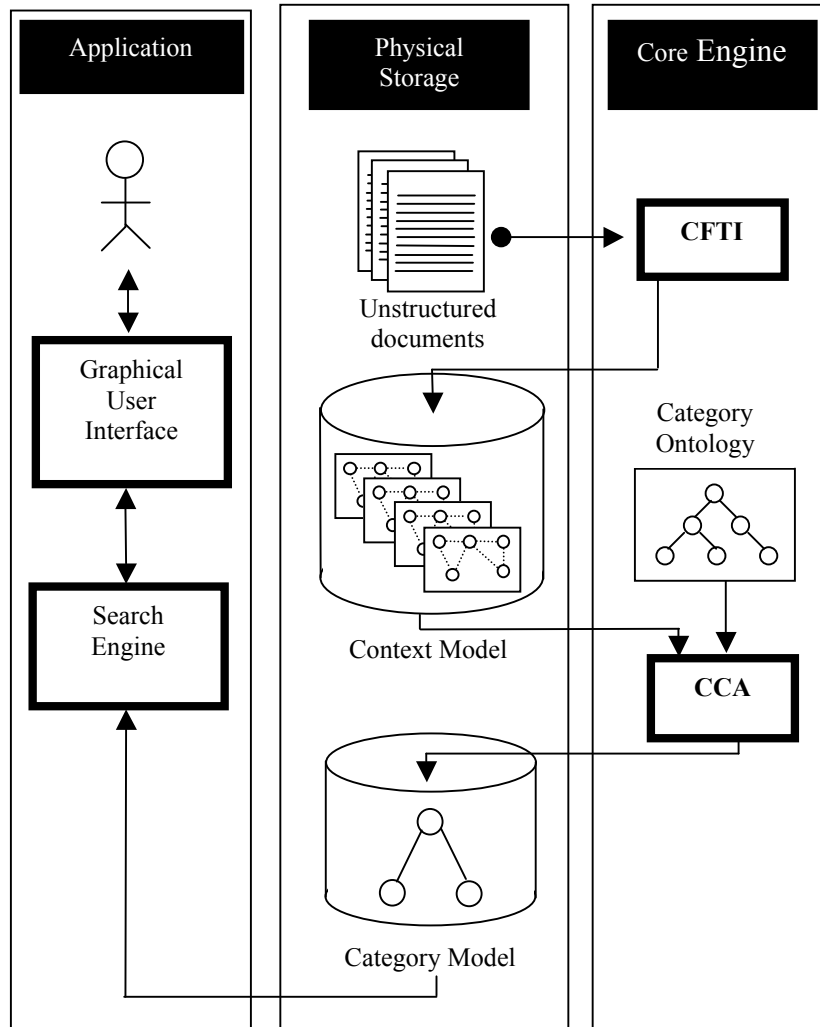 Application
Physical
Storage
Core Engine
CFTI
Unstructured
documents
Graphical
User
Interface
Category
Ontology
Search
Engine
Context Model
CCA
Category Model